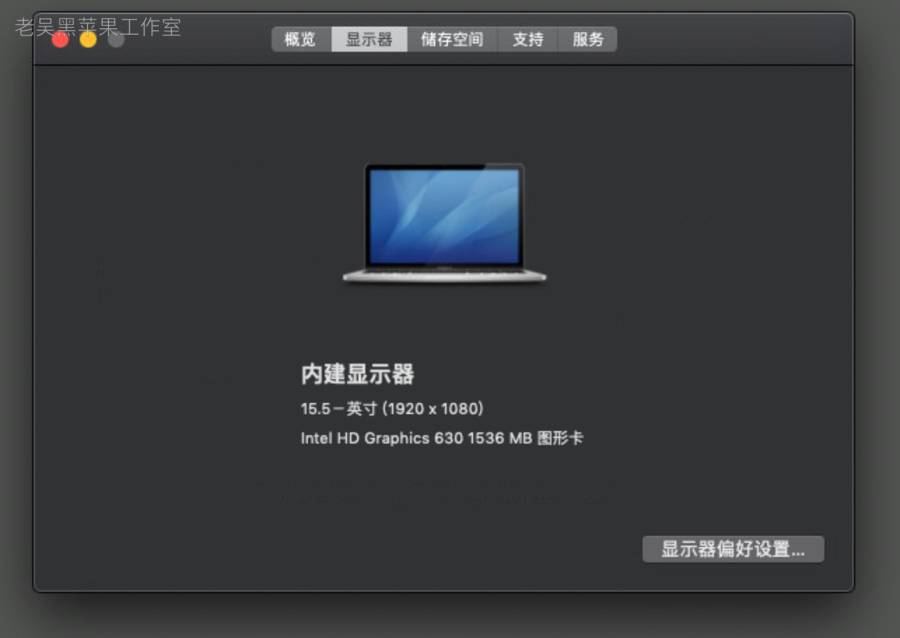 老吴黑苹果工作室
概览 显示器 储存空间 支持 服务
内建显示器
15.5－英寸 (1920 x 1080)
Intel HD Graphics 630 1536 MB 图形卡
显示器偏好设置...